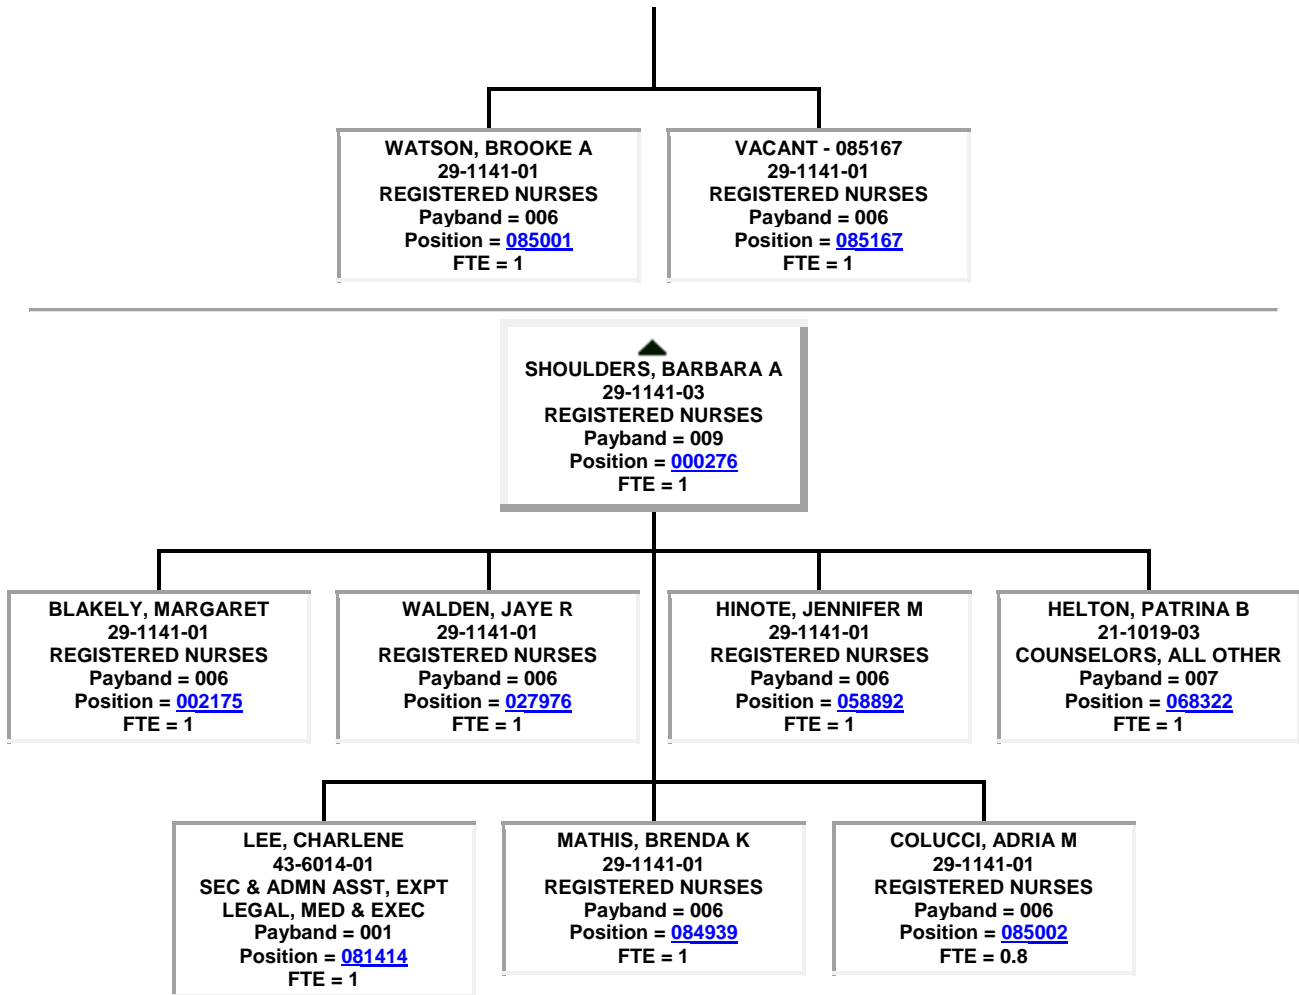 WATSON, BROOKE A
29-1141-01
REGISTERED NURSES
Payband = 006
Position = 085001
FTE = 1
VACANT - 085167
29-1141-01
REGISTERED NURSES
Payband = 006
Position = 085167
FTE = 1
SHOULDERS, BARBARA A
29-1141-03
REGISTERED NURSES
Payband = 009
Position = 000276
FTE = 1
BLAKELY, MARGARET
29-1141-01
REGISTERED NURSES
Payband = 006
Position = 002175
FTE = 1
WALDEN, JAYE R
29-1141-01
REGISTERED NURSES
Payband = 006
Position = 027976
FTE = 1
HINOTE, JENNIFER M
29-1141-01
REGISTERED NURSES
Payband = 006
Position = 058892
FTE = 1
HELTON, PATRINA B
21-1019-03
COUNSELORS, ALL OTHER
Payband = 007
Position = 068322
FTE = 1
LEE, CHARLENE
43-6014-01
SEC & ADMN ASST, EXPT
LEGAL, MED & EXEC
Payband = 001
Position = 081414
FTE = 1
MATHIS, BRENDA K
29-1141-01
REGISTERED NURSES
Payband = 006
Position = 084939
FTE = 1
COLUCCI, ADRIA M
29-1141-01
REGISTERED NURSES
Payband = 006
Position = 085002
FTE = 0.8